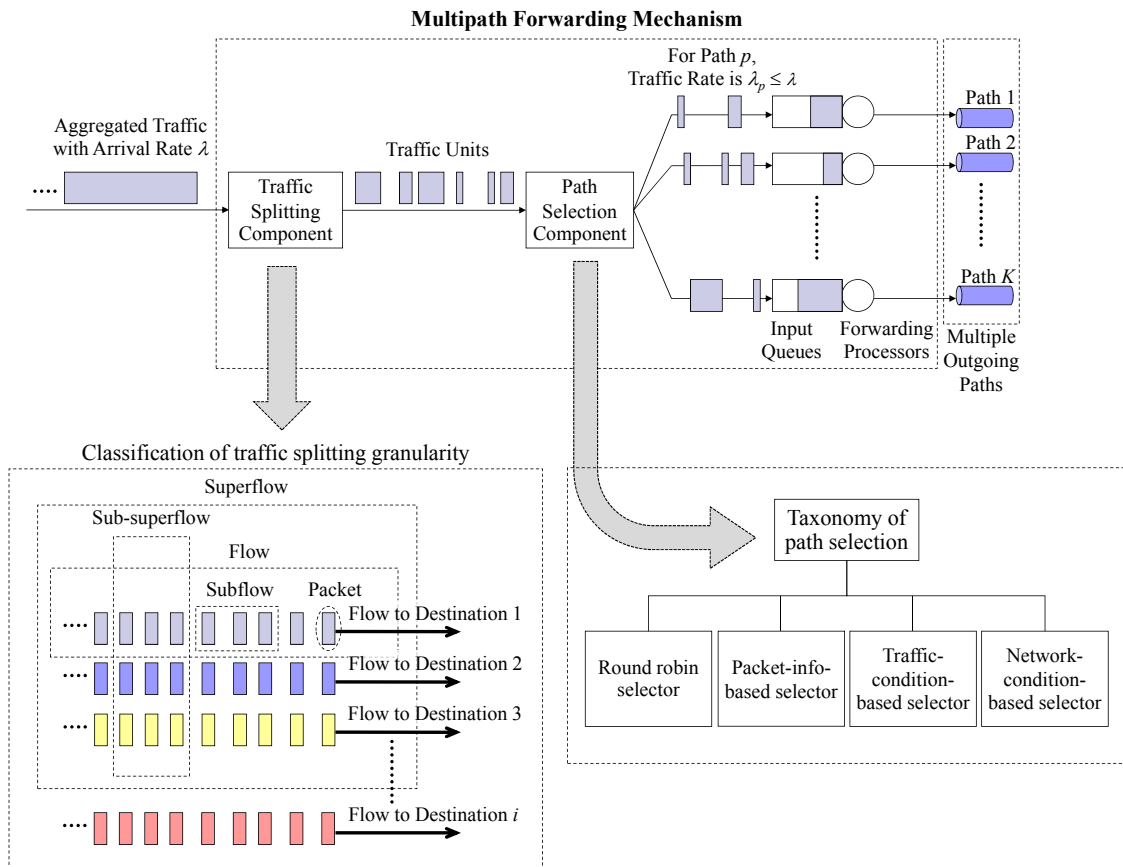 Multipath Forwarding Mechanism
For Path p,
Traffic Rate is λp ≤ λ
Aggregated Traffic
with Arrival Rate λ
....
Traffic
Splitting
Component
Traffic Units
Path
Selection
Component
Path 1
Path 2
Path K
Input
Queues
Forwarding
Processors
Multiple
Outgoing
Paths
Classification of traffic splitting granularity
Superflow
Sub-superflow
Flow
Subflow
Packet
.... Flow to Destination 1
.... Flow to Destination 2
.... Flow to Destination 3
.... Flow to Destination i
Taxonomy of
path selection
Round robin
selector
Packet-info-
based selector
Traffic-
condition-
based selector
Network-
condition-
based selector